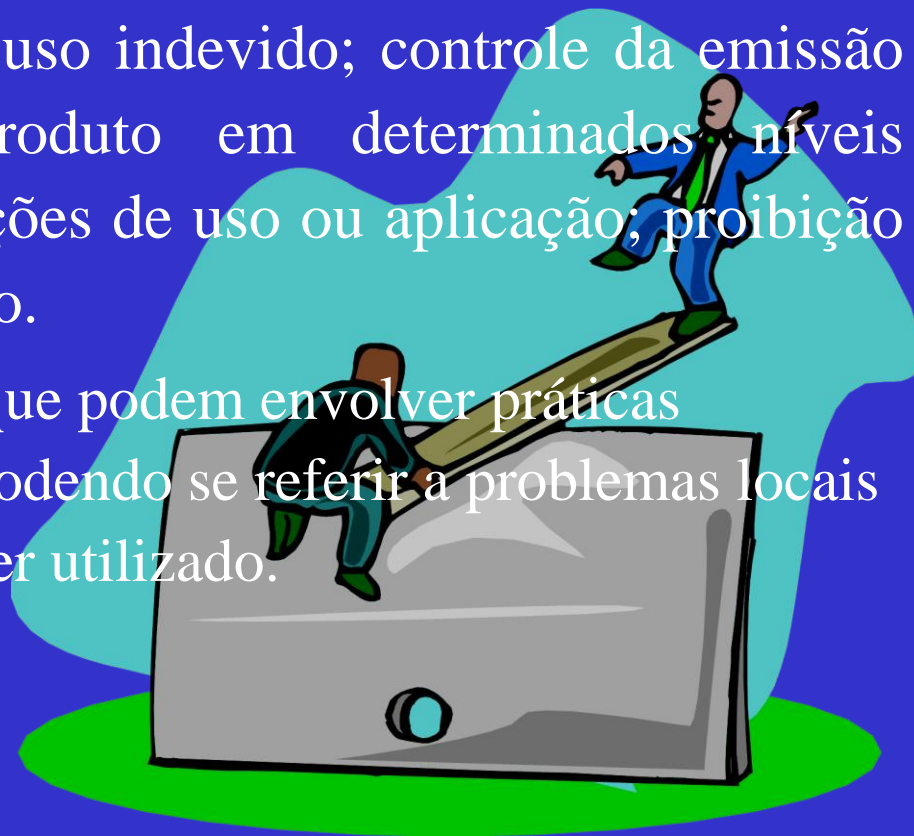 uso indevido; controle da emissão
roduto em determinados níveis
ções de uso ou aplicação; proibição
o.
ue podem envolver práticas
odendo se referir a problemas locais
er utilizado.